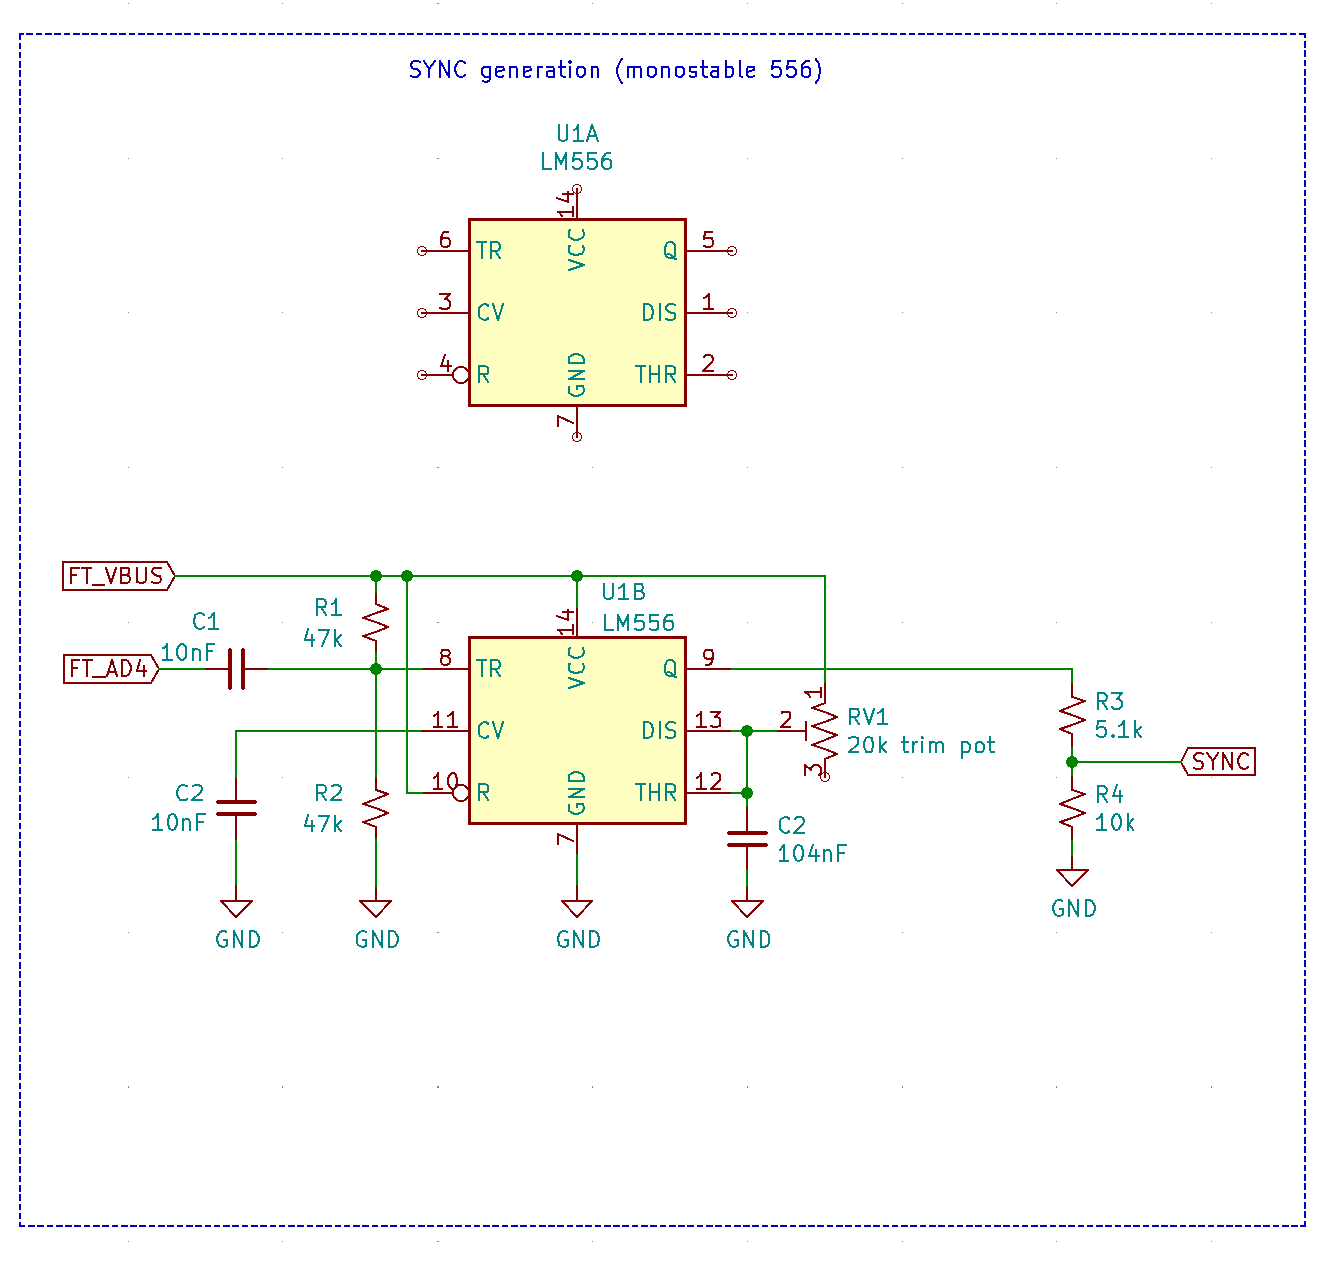 SYNC generation (monostable 556)
U1A
LM556
14
6 TR VCC Q 5
3 CV DIS 1
4 R GND THR 2
7
FT_VBUS
U1B
LM556
R1
47k
C1
10nF
FT_AD4
14
8 TR VCC Q 9
11 CV DIS 13
10 R GND THR 12
7
1
2
3
RV1
20k trim pot
R3
5.1k
SYNC
R4
10k
GND
C2
10nF
R2
47k
C2
104nF
GND
GND
GND
GND